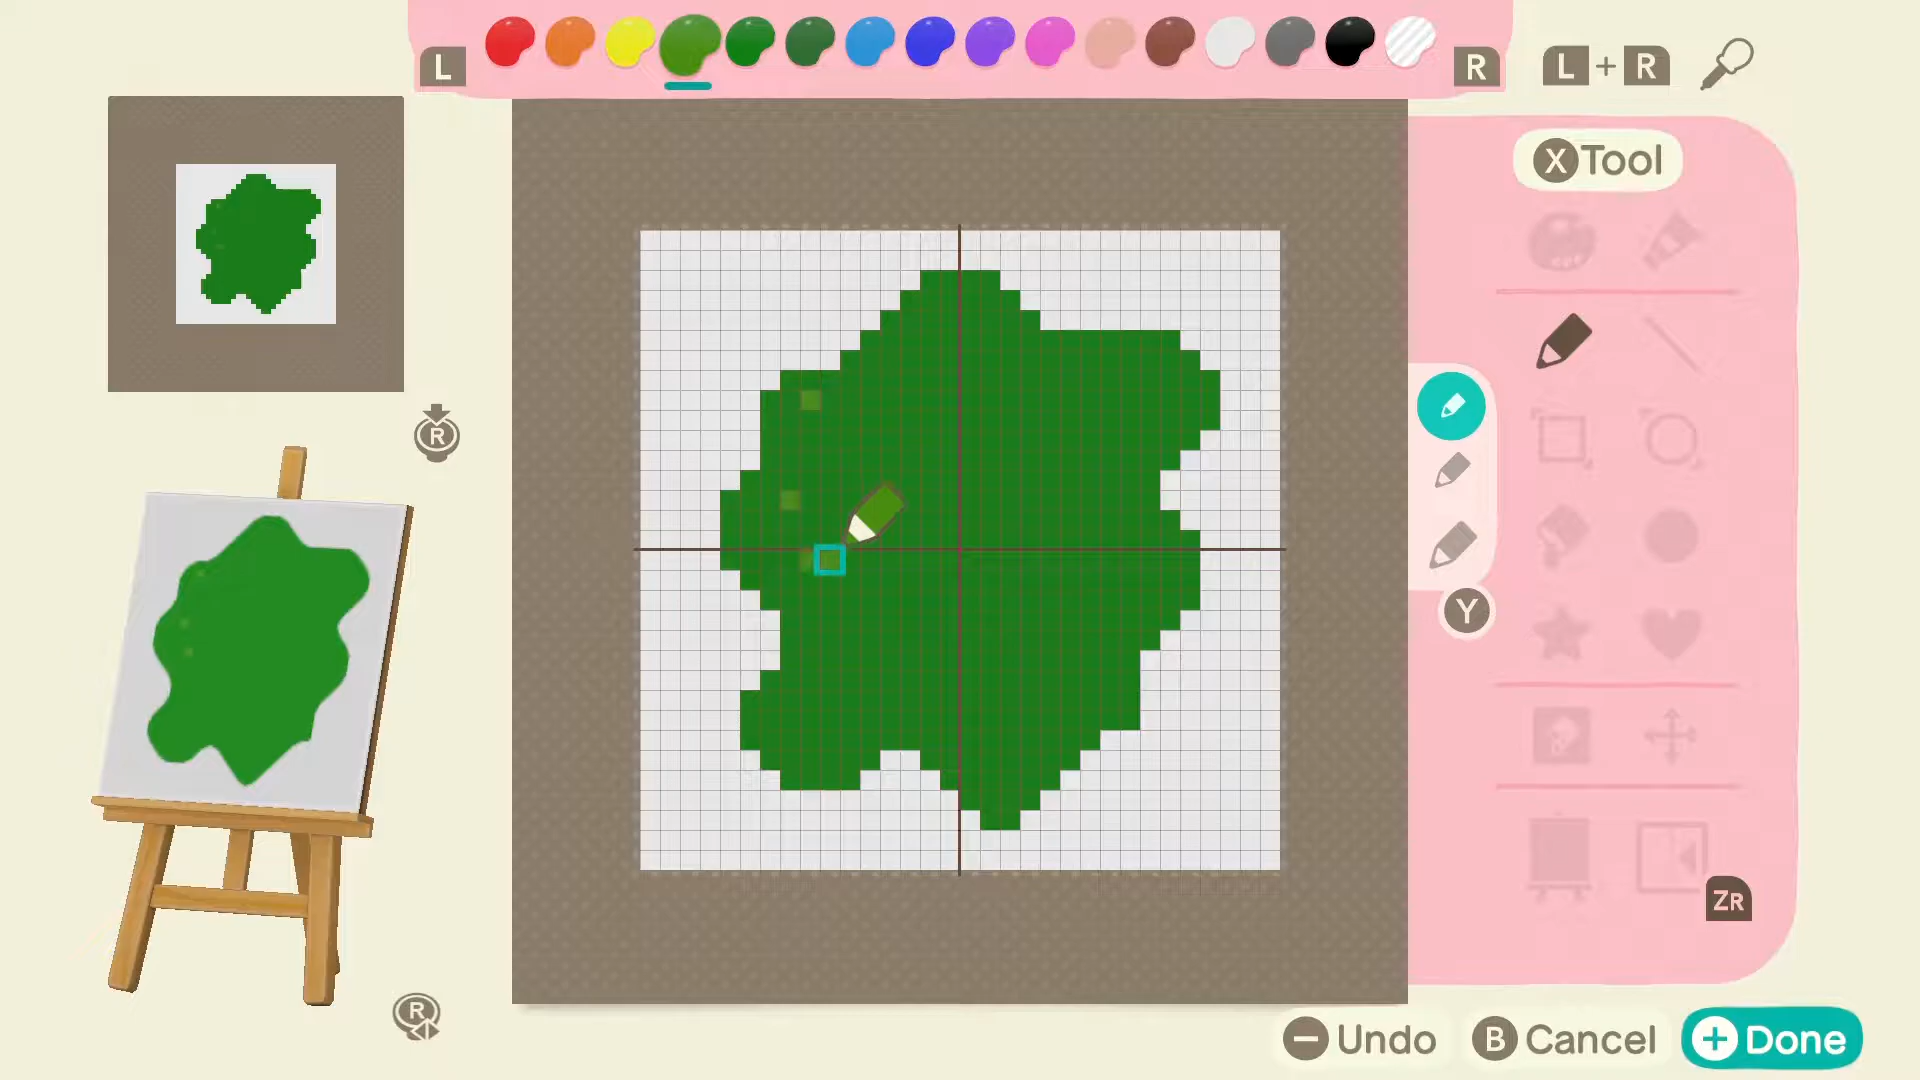 L
R
L + R
X Tool
R
Y
ZR
R
− Undo
B Cancel
+ Done